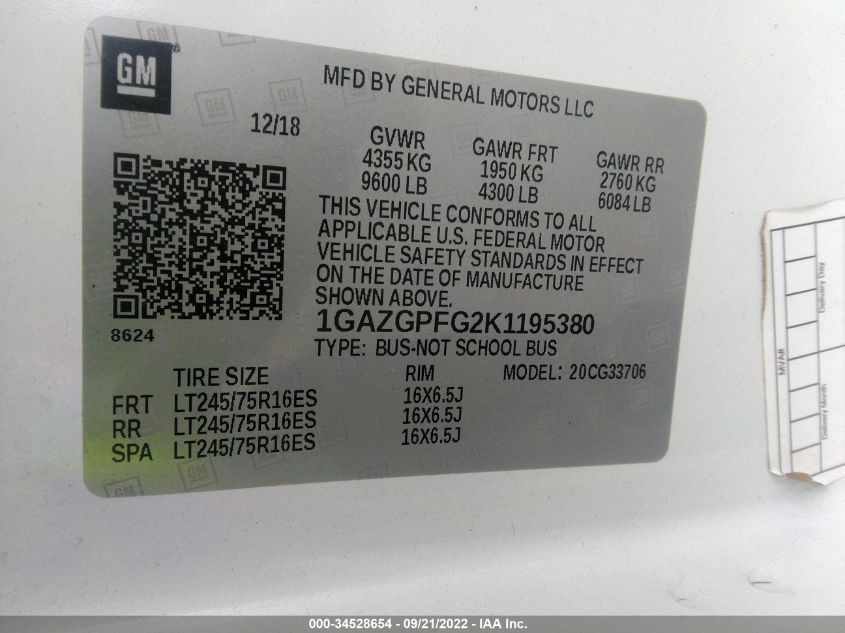 GM
MFD BY GENERAL MOTORS LLC
12/18
GVWR
4355 KG
9600 LB
GAWR FRT
1950 KG
4300 LB
GAWR RR
2760 KG
6084 LB
THIS VEHICLE CONFORMS TO ALL
APPLICABLE U.S. FEDERAL MOTOR
VEHICLE SAFETY STANDARDS IN EFFECT
ON THE DATE OF MANUFACTURE
SHOWN ABOVE.
8624
1GAZGPFG2K1195380
TYPE: BUS-NOT SCHOOL BUS
TIRE SIZE RIM MODEL: 20CG33706
FRT LT245/75R16ES 16X6.5J
RR LT245/75R16ES 16X6.5J
SPA LT245/75R16ES 16X6.5J
Delivery Day
Delivery Month
000-34528654 - 09/21/2022 - IAA Inc.